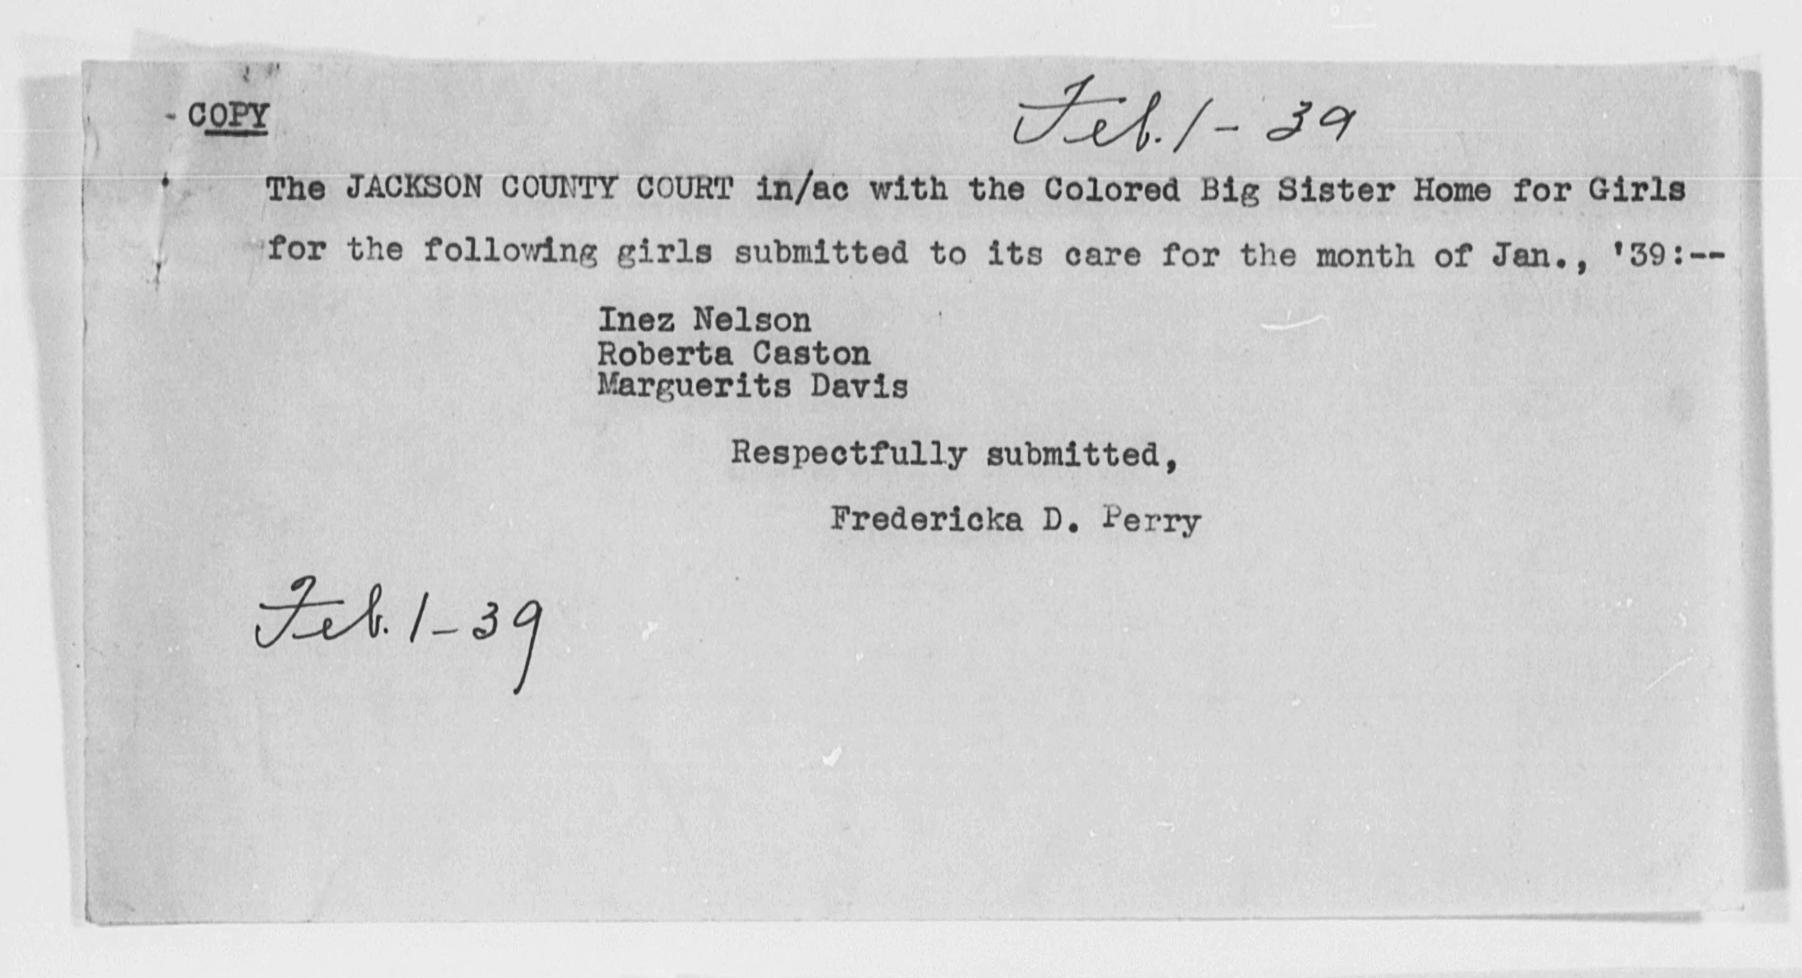 - COPY
Feb. 1 - 39
The JACKSON COUNTY COURT in/ac with the Colored Big Sister Home for Girls
for the following girls submitted to its care for the month of Jan., '39:--
Inez Nelson
Roberta Caston
Marguerits Davis
Respectfully submitted,
Fredericka D. Perry
Feb. 1 - 39